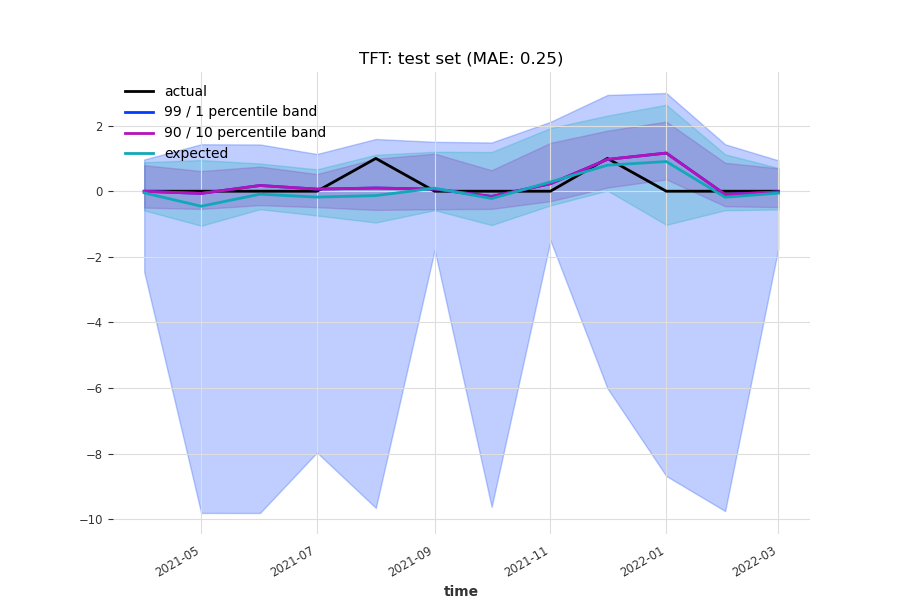 TFT: test set (MAE: 0.25)
actual
99 / 1 percentile band
90 / 10 percentile band
expected
2
0
−2
−4
−6
−8
−10
2021-05
2021-07
2021-09
2021-11
2022-01
2022-03
time